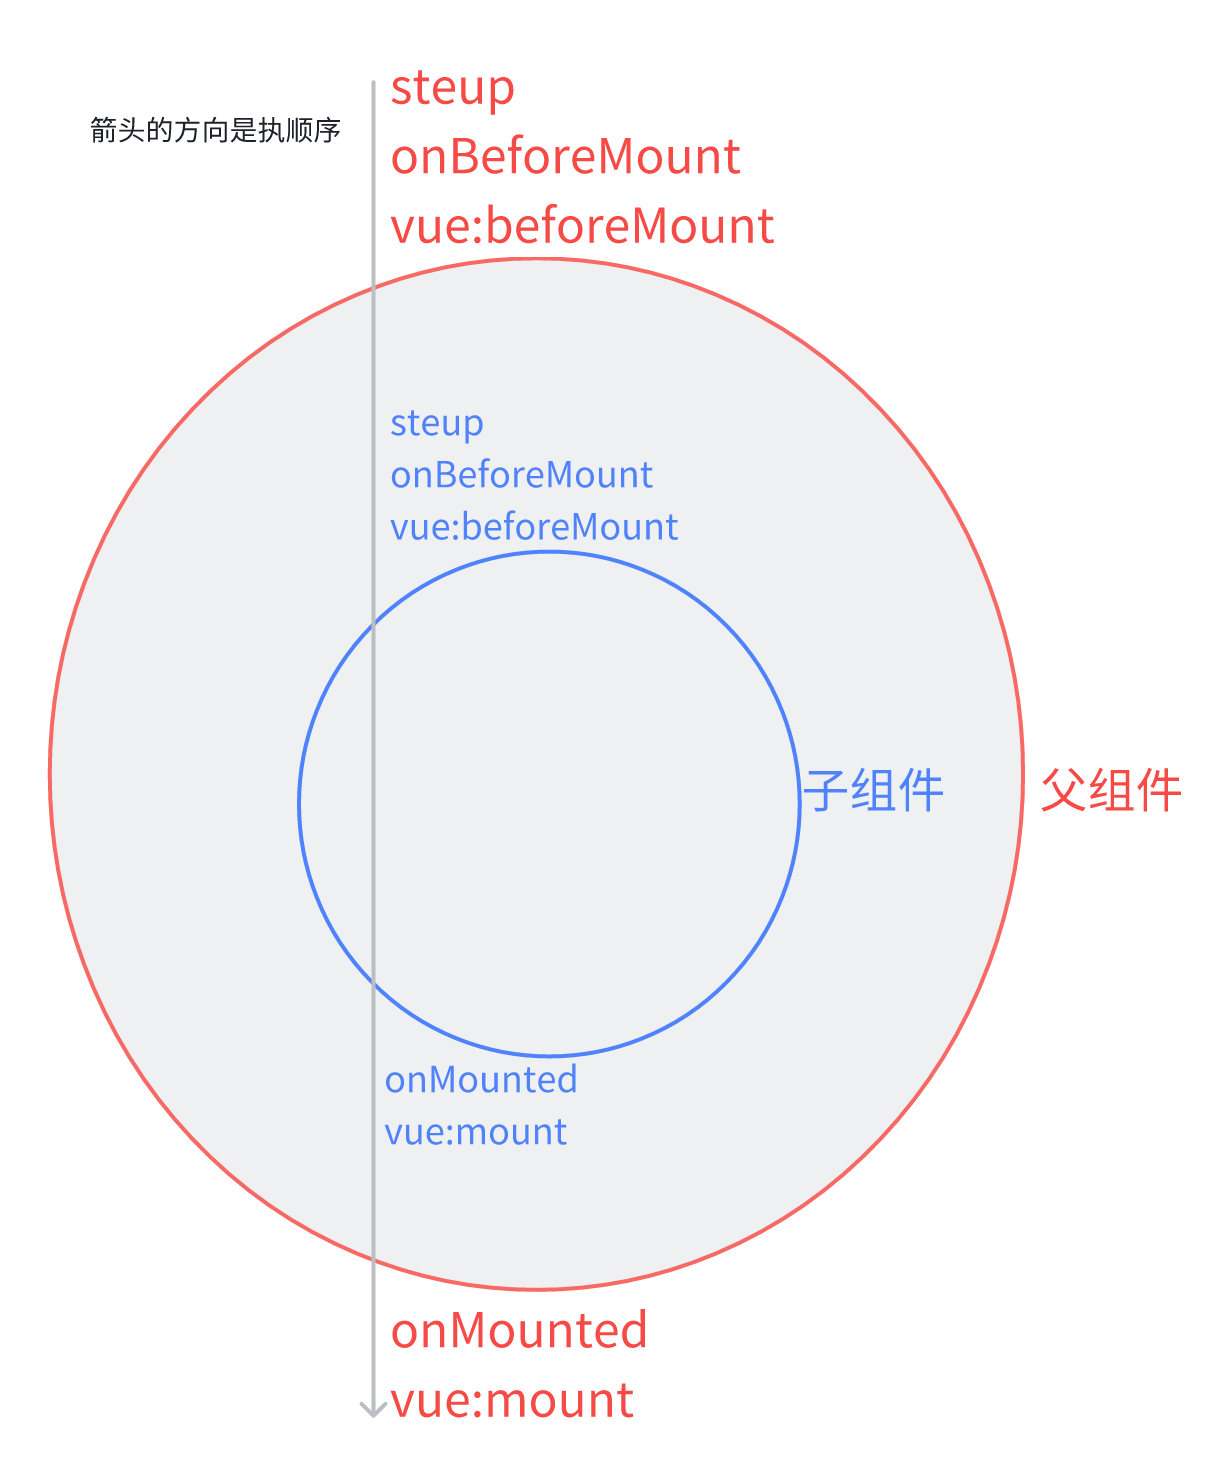 steup
箭头的方向是执顺序
onBeforeMount
vue:beforeMount
steup
onBeforeMount
vue:beforeMount
子组件
父组件
onMounted
vue:mount
onMounted
vue:mount